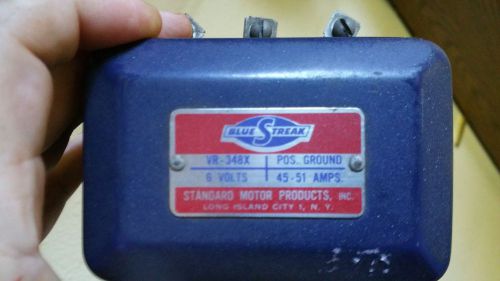 BLUE STREAK
VR-348X POS. GROUND
6 VOLTS 45-51 AMPS.
STANDARD MOTOR PRODUCTS, INC.
LONG ISLAND CITY 1, N. Y.